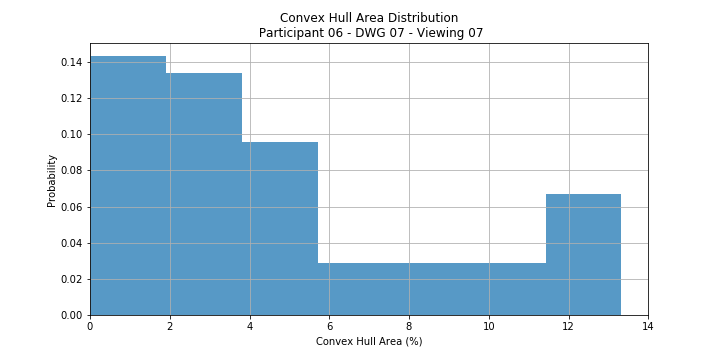 Convex Hull Area Distribution
Participant 06 - DWG 07 - Viewing 07
0.14
0.12
0.10
0.08
0.06
0.04
0.02
0.00
Probability
0 2 4 6 8 10 12 14
Convex Hull Area (%)